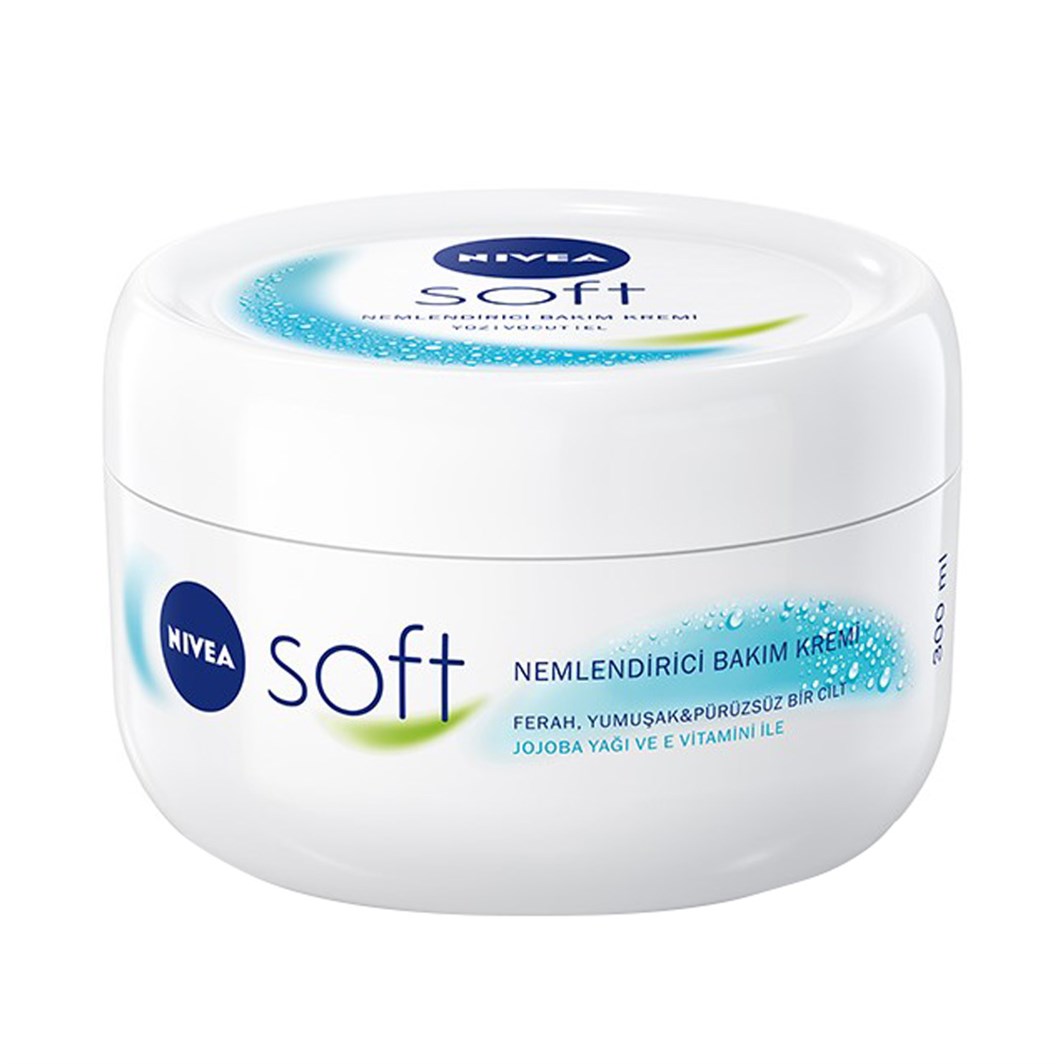 NIVEA
soft
NEMLENDİRİCİ BAKIM KREMİ
NIVEA
soft
NEMLENDİRİCİ BAKIM KREMİ
FERAH, YUMUŞAK&PÜRÜZSÜZ BİR CİLT
JOJOBA YAĞI VE E VİTAMİNİ İLE
300 ml